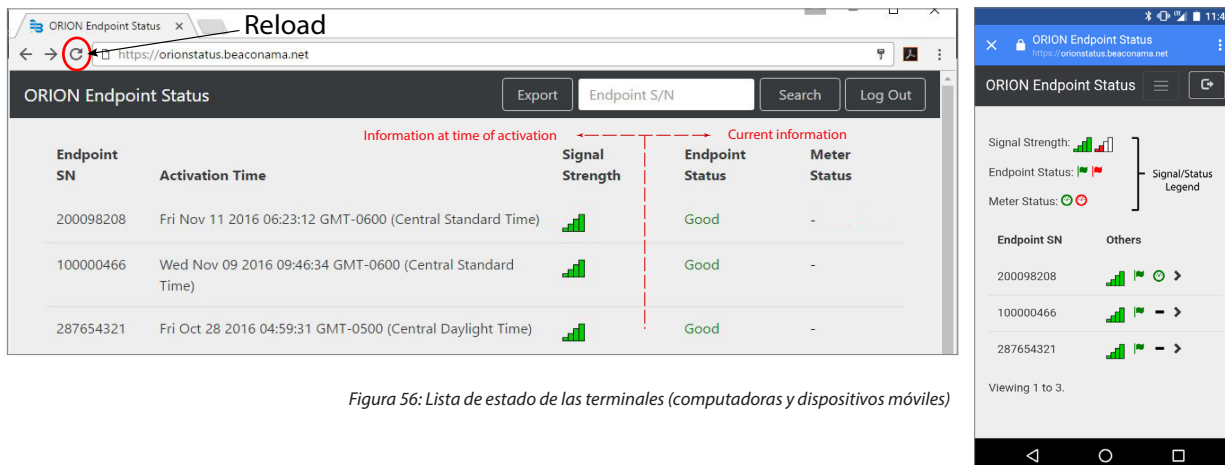 ORION Endpoint Status
Reload
https://orionstatus.beaconama.net
ORION Endpoint Status Export Endpoint S/N Search Log Out
Information at time of activation Current information
Endpoint SN Activation Time Signal Strength Endpoint Status Meter Status
200098208 Fri Nov 11 2016 06:23:12 GMT-0600 (Central Standard Time) Good -
100000466 Wed Nov 09 2016 09:46:34 GMT-0600 (Central Standard
Time) Good -
287654321 Fri Oct 28 2016 04:59:31 GMT-0500 (Central Daylight Time) Good -
Figura 56: Lista de estado de las terminales (computadoras y dispositivos móviles)
11:4
ORION Endpoint Status
https://orionstatus.beaconama.net
ORION Endpoint Status
Signal Strength:
Endpoint Status:
Meter Status:
Signal/Status
Legend
Endpoint SN Others
200098208
100000466
287654321
Viewing 1 to 3.